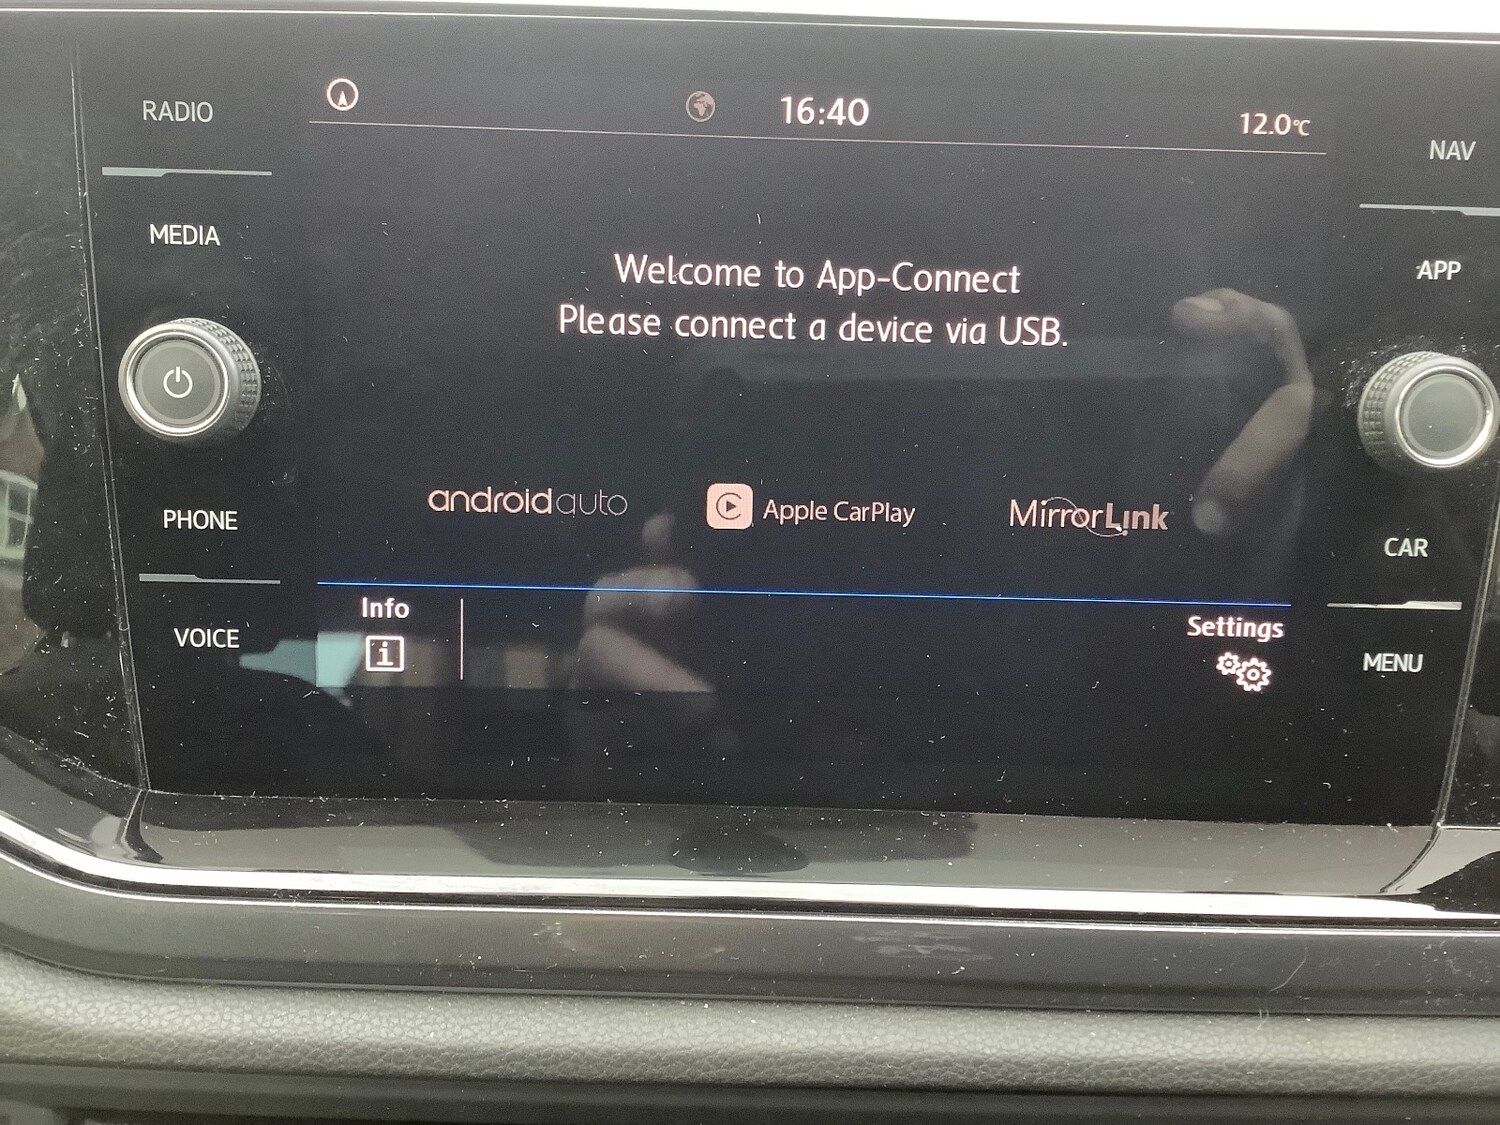 RADIO
MEDIA
PHONE
VOICE
16:40
12.0°C
Welcome to App-Connect
Please connect a device via USB.
androidauto
Apple CarPlay
MirrorLink
Info
i
Settings
NAV
APP
CAR
MENU